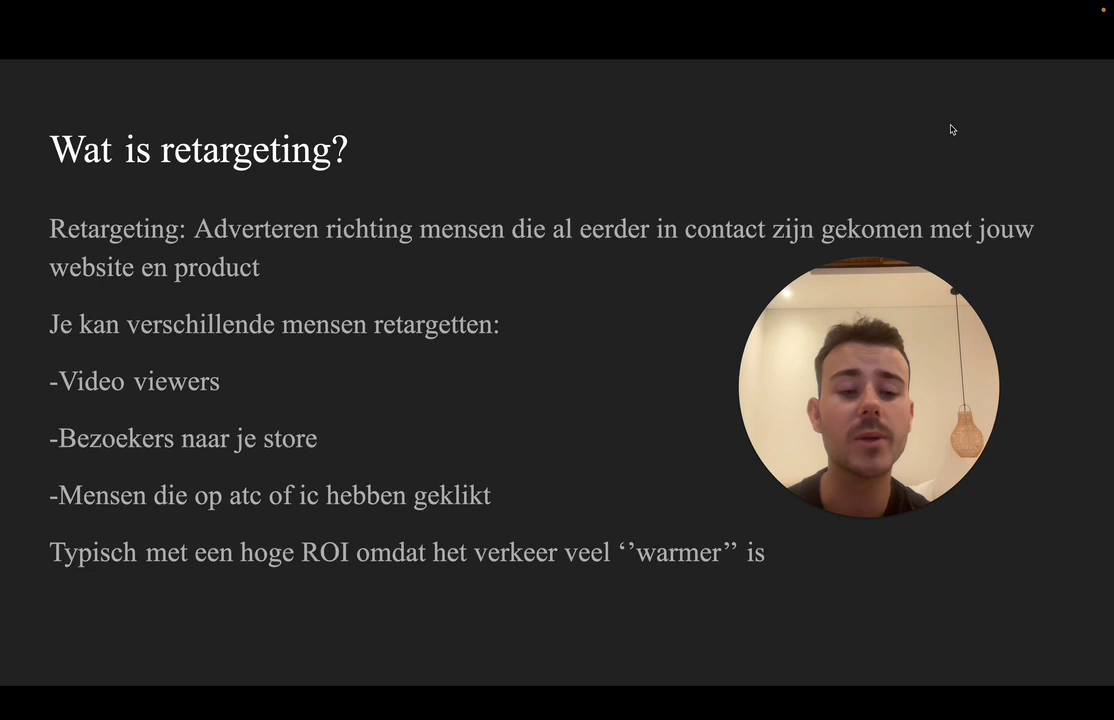 Wat is retargeting?
Retargeting: Adverteren richting mensen die al eerder in contact zijn gekomen met jouw
website en product
Je kan verschillende mensen retargetten:
-Video viewers
-Bezoekers naar je store
-Mensen die op atc of ic hebben geklikt
Typisch met een hoge ROI omdat het verkeer veel ‘’warmer’’ is